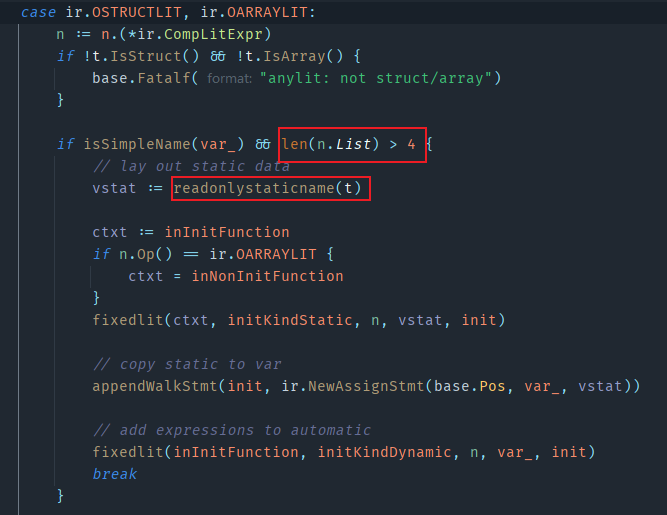 case ir.OSTRUCTLIT, ir.OARRAYLIT:
n := n.(*ir.CompLitExpr)
if !t.IsStruct() && !t.IsArray() {
base.Fatalf( format: "anylit: not struct/array")
}
if isSimpleName(var_) && len(n.List) > 4 {
// lay out static data
vstat := readonlystaticname(t)
ctxt := inInitFunction
if n.Op() == ir.OARRAYLIT {
ctxt = inNonInitFunction
}
fixedlit(ctxt, initKindStatic, n, vstat, init)
// copy static to var
appendWalkStmt(init, ir.NewAssignStmt(base.Pos, var_, vstat))
// add expressions to automatic
fixedlit(inInitFunction, initKindDynamic, n, var_, init)
break
}